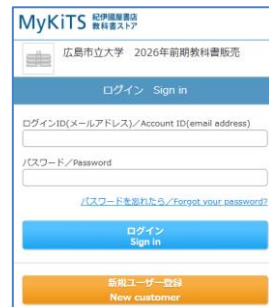 MyKiTS 紀伊國屋書店
教科書ストア
広島市立大学 2026年前期教科書販売
ログイン Sign in
ログインID(メールアドレス)/Account ID(email address)
パスワード/Password
パスワードを忘れたら/Forgot your password?
ログイン
Sign in
新規ユーザー登録
New customer